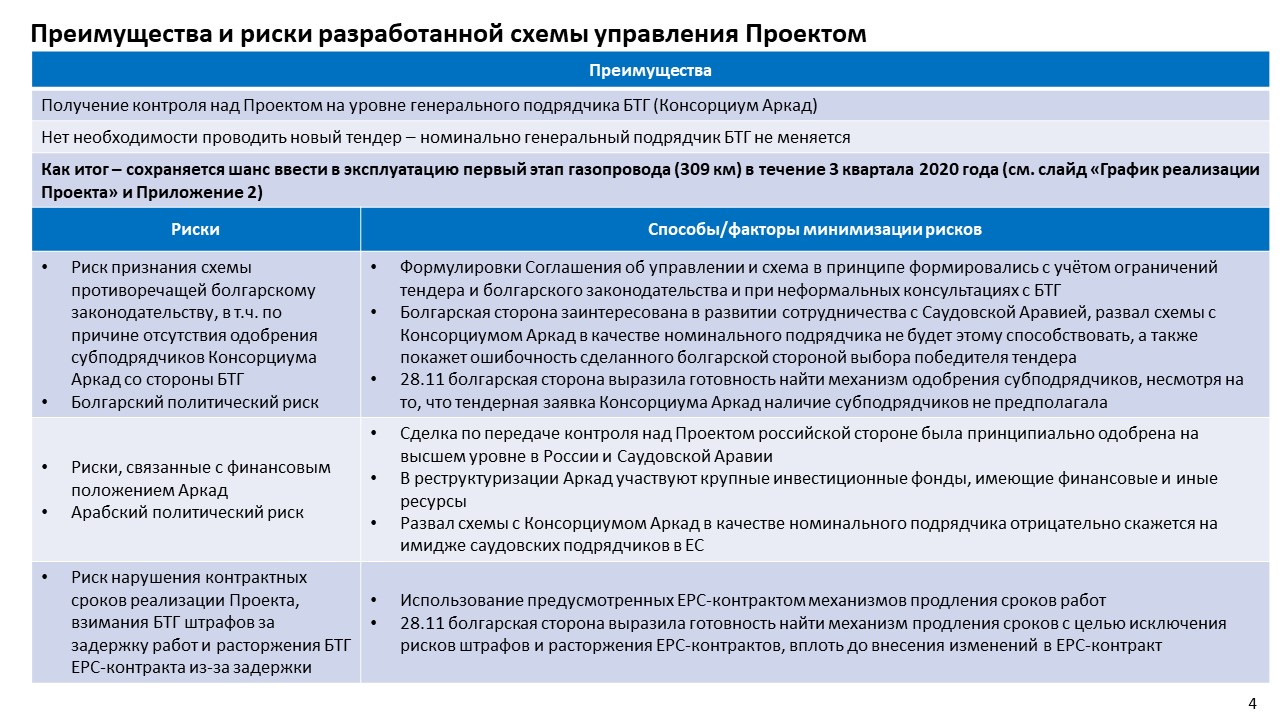 Преимущества и риски разработанной схемы управления Проектом
Преимущества
Получение контроля над Проектом на уровне генерального подрядчика БТГ (Консорциум Аркад)
Нет необходимости проводить новый тендер – номинально генеральный подрядчик БТГ не меняется
Как итог – сохраняется шанс ввести в эксплуатацию первый этап газопровода (309 км) в течение 3 квартала 2020 года (см. слайд «График реализации
Проекта» и Приложение 2)
Риски
Способы/факторы минимизации рисков
• Риск признания схемы
противоречащей болгарскому
законодательству, в т.ч. по
причине отсутствия одобрения
субподрядчиков Консорциума
Аркад со стороны БТГ
• Болгарский политический риск
• Формулировки Соглашения об управлении и схема в принципе формировались с учётом ограничений
тендера и болгарского законодательства и при неформальных консультациях с БТГ
• Болгарская сторона заинтересована в развитии сотрудничества с Саудовской Аравией, развал схемы с
Консорциумом Аркад в качестве номинального подрядчика не будет этому способствовать, а также
покажет ошибочность сделанного болгарской стороной выбора победителя тендера
• 28.11 болгарская сторона выразила готовность найти механизм одобрения субподрядчиков, несмотря на
то, что тендерная заявка Консорциума Аркад наличие субподрядчиков не предполагала
• Риски, связанные с финансовым
положением Аркад
• Арабский политический риск
• Сделка по передаче контроля над Проектом российской стороне была принципиально одобрена на
высшем уровне в России и Саудовской Аравии
• В реструктуризации Аркад участвуют крупные инвестиционные фонды, имеющие финансовые и иные
ресурсы
• Развал схемы с Консорциумом Аркад в качестве номинального подрядчика отрицательно скажется на
имидже саудовских подрядчиков в ЕС
• Риск нарушения контрактных
сроков реализации Проекта,
взимания БТГ штрафов за
задержку работ и расторжения БТГ
EPC-контракта из-за задержки
• Использование предусмотренных EPC-контрактом механизмов продления сроков работ
• 28.11 болгарская сторона выразила готовность найти механизм продления сроков с целью исключения
рисков штрафов и расторжения EPC-контрактов, вплоть до внесения изменений в EPC-контракт
4